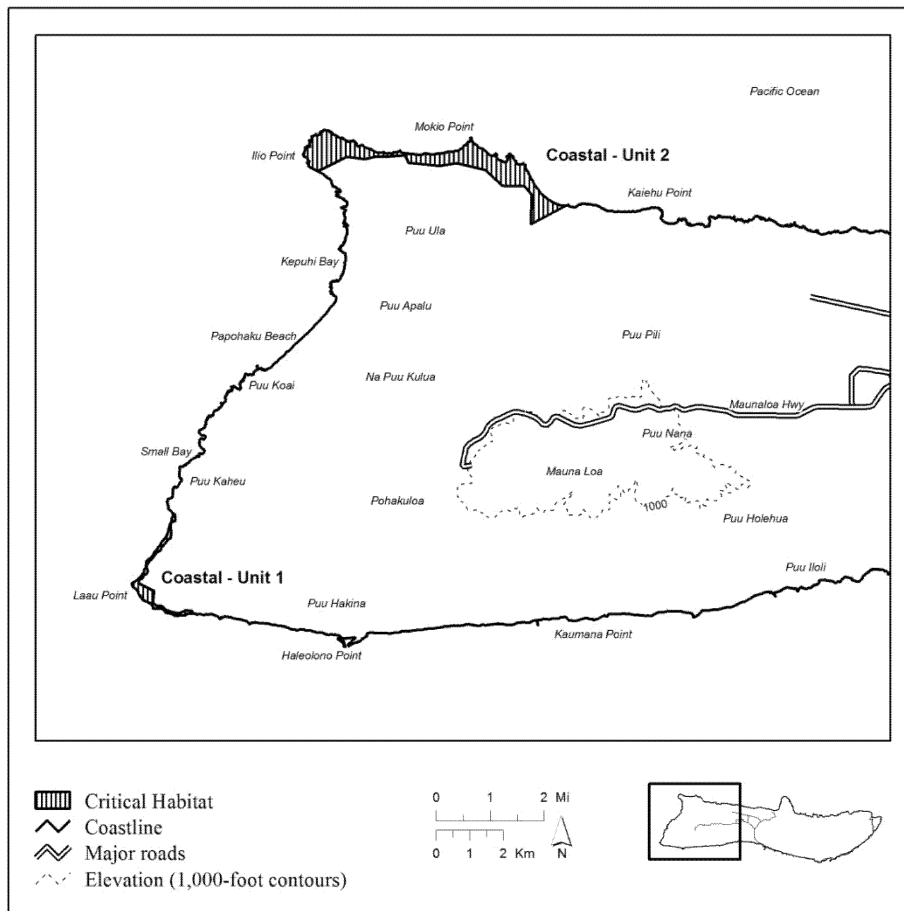 Pacific Ocean
Mokio Point
Ilio Point
Coastal - Unit 2
Kaiehu Point
Puu Ula
Kepuhi Bay
Puu Apalu
Papohaku Beach
Puu Pili
Na Puu Kulua
Puu Koai
Maunaloa Hwy
Puu Nana
Small Bay
Mauna Loa
Puu Kaheu
Pohakuloa
1000
Puu Holehua
Puu Iloli
Coastal - Unit 1
Laau Point
Puu Hakina
Kaumana Point
Haleolono Point
Critical Habitat
Coastline
Major roads
Elevation (1,000-foot contours)
0 1 2 Mi
0 1 2 Km
N